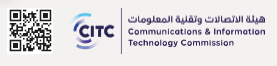 هيئة الاتصالات وتقنية المعلومات
CITC
Communications & Information
Technology Commission